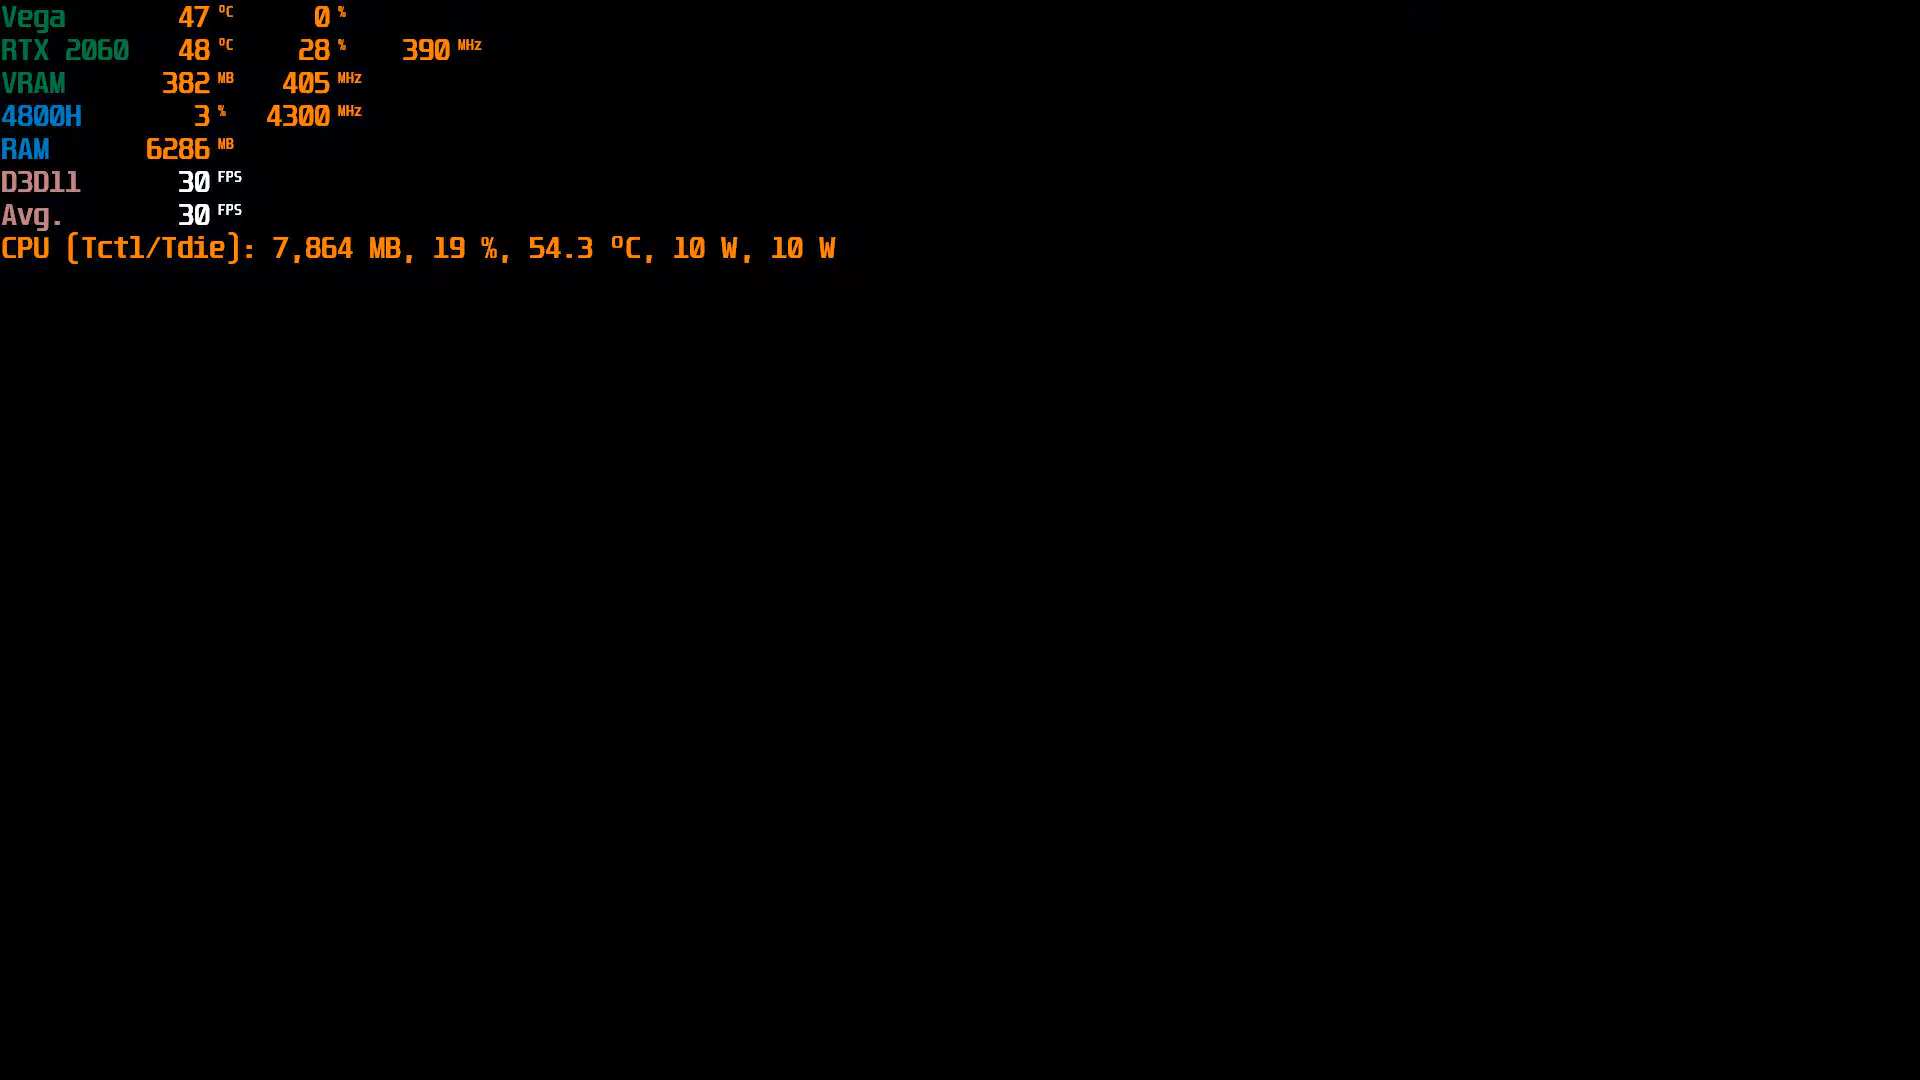 Vega 47 °C 0 %
RTX 2060 48 °C 28 % 390 MHz
VRAM 382 MB 405 MHz
4800H 3 % 4300 MHz
RAM 6286 MB
D3D11 30 FPS
Avg. 30 FPS
CPU [Tctl/Tdie]: 7,864 MB, 19 %, 54.3 °C, 10 W, 10 W